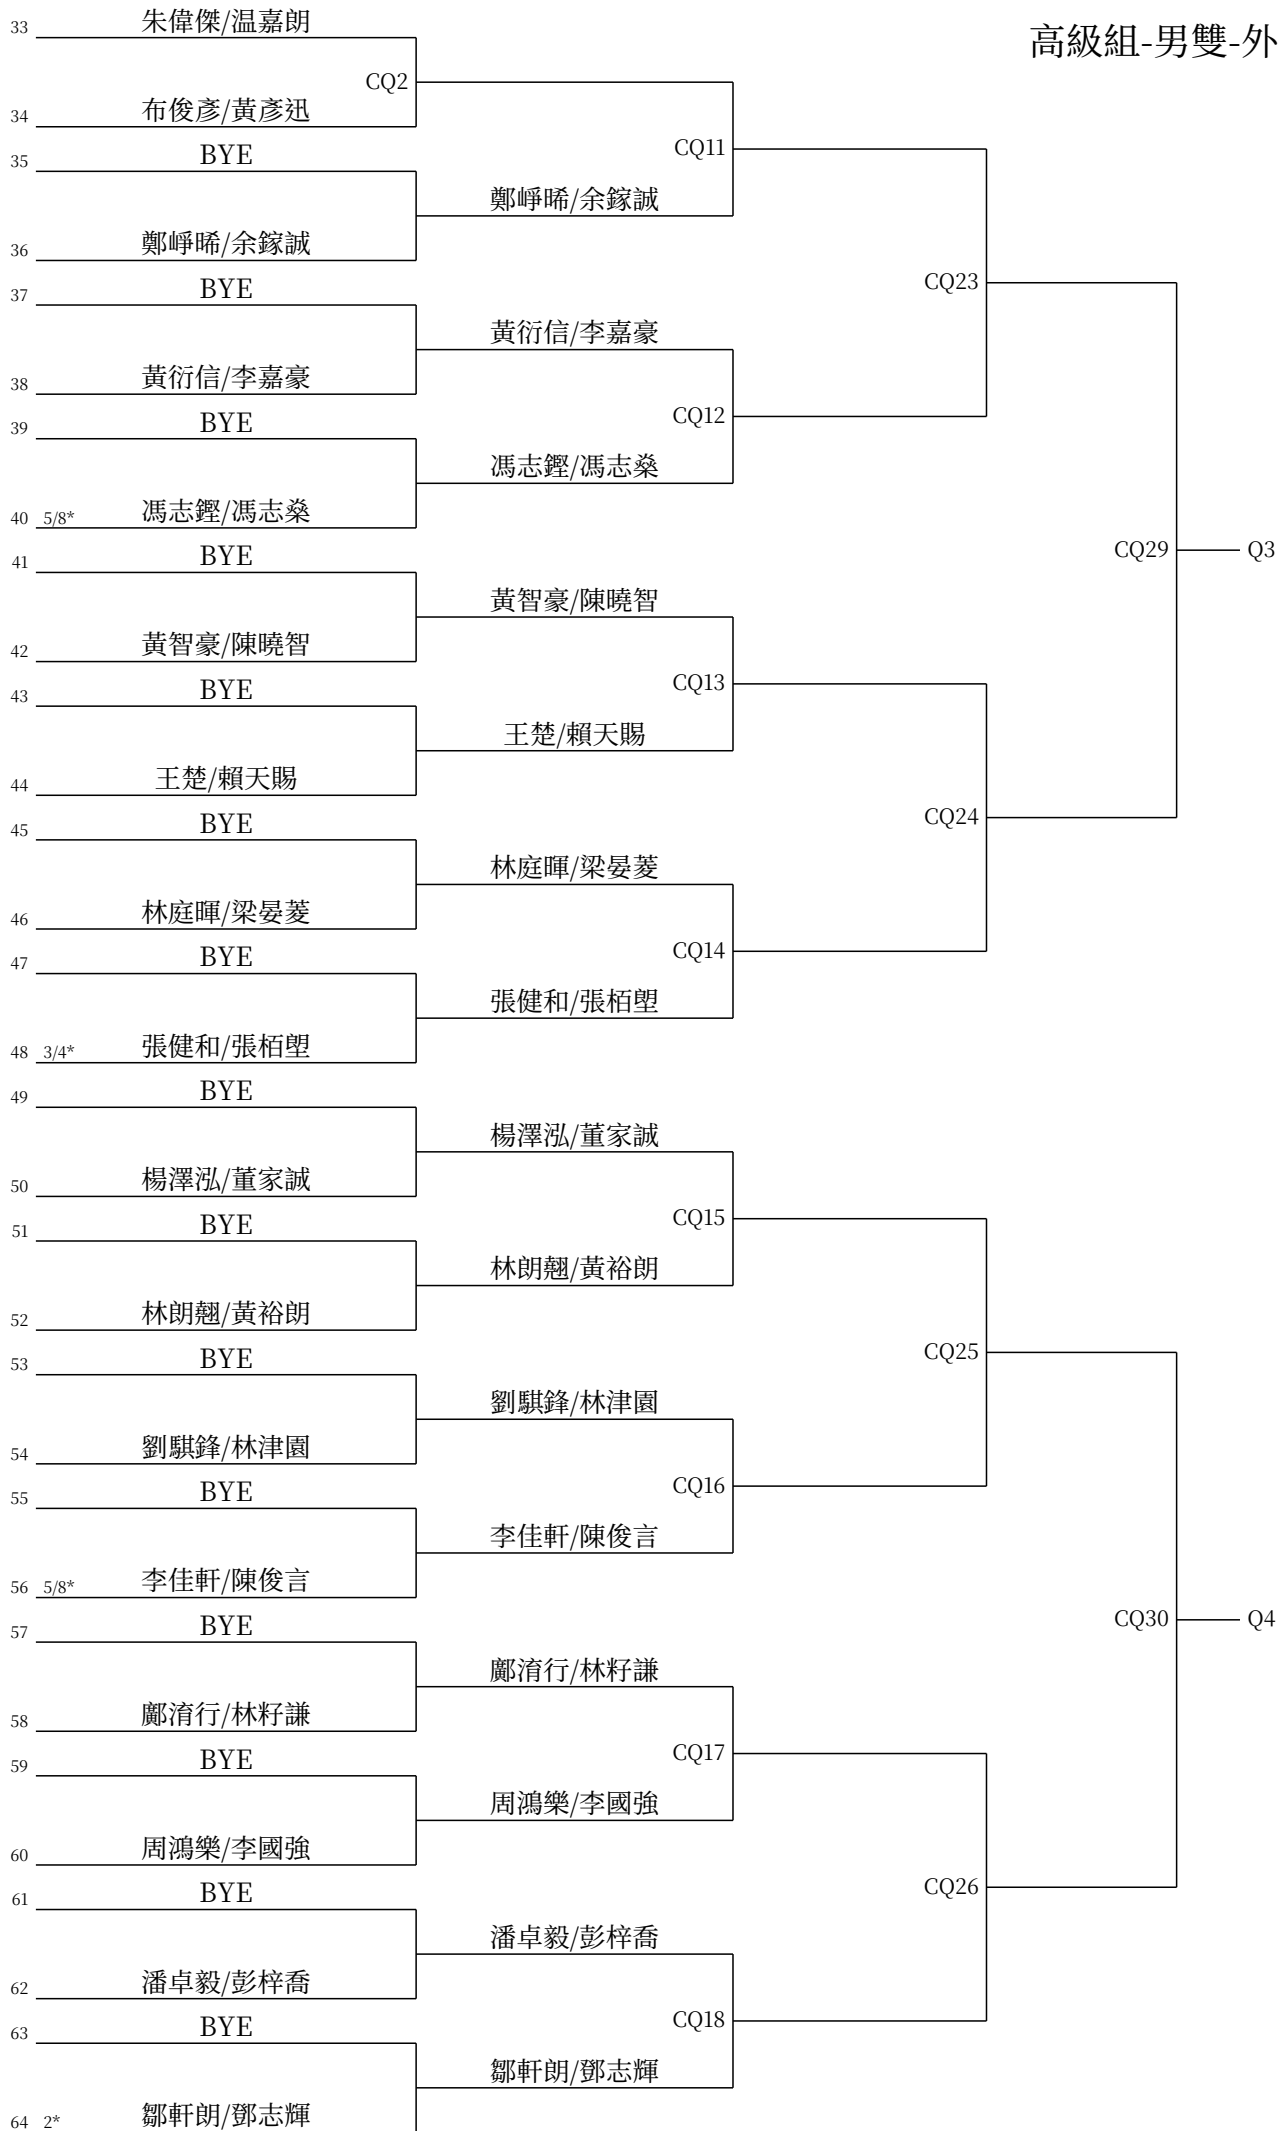 高級組-男雙-外
33 朱偉傑/温嘉朗
CQ2
34 布俊彥/黃彥迅
35 BYE
CQ11
鄭崢晞/余鎵誠
36 鄭崢晞/余鎵誠
37 BYE
CQ23
黃衍信/李嘉豪
38 黃衍信/李嘉豪
39 BYE
CQ12
馮志鏗/馮志燊
40 5/8* 馮志鏗/馮志燊
41 BYE
CQ29 Q3
黃智豪/陳曉智
42 黃智豪/陳曉智
43 BYE
CQ13
王楚/賴天賜
44 王楚/賴天賜
45 BYE
CQ24
林庭暉/梁晏菱
46 林庭暉/梁晏菱
47 BYE
CQ14
張健和/張栢塱
48 3/4* 張健和/張栢塱
49 BYE
楊澤泓/董家誠
50 楊澤泓/董家誠
51 BYE
CQ15
林朗翹/黃裕朗
52 林朗翹/黃裕朗
53 BYE
CQ25
劉騏鋒/林津園
54 劉騏鋒/林津園
55 BYE
CQ16
李佳軒/陳俊言
56 5/8* 李佳軒/陳俊言
57 BYE
CQ30 Q4
鄺淯行/林籽謙
58 鄺淯行/林籽謙
59 BYE
CQ17
周鴻樂/李國強
60 周鴻樂/李國強
61 BYE
CQ26
潘卓毅/彭梓喬
62 潘卓毅/彭梓喬
63 BYE
CQ18
鄒軒朗/鄧志輝
64 2* 鄒軒朗/鄧志輝